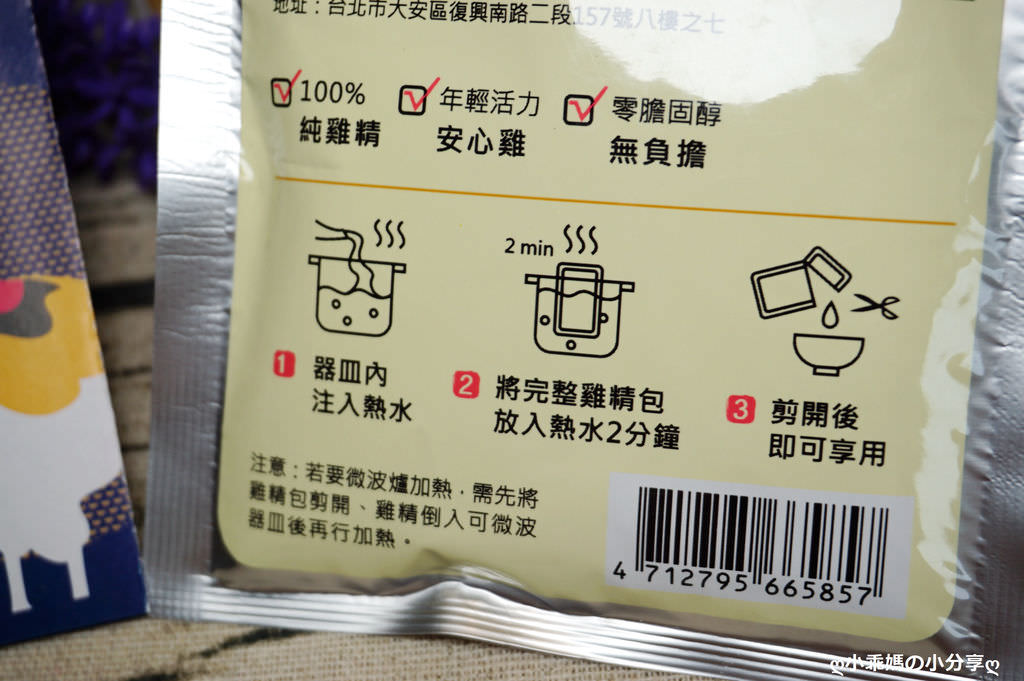 地址：台北市大安區復興南路二段157號八樓之七
100%
純雞精
年輕活力
安心雞
零膽固醇
無負擔
2 min
1 器皿內
注入熱水
2 將完整雞精包
放入熱水2分鐘
3 剪開後
即可享用
注意：若要微波爐加熱，需先將
雞精包剪開、雞精倒入可微波
器皿後再行加熱。
4 712795 665857
ღ小乖媽の小分享ღ